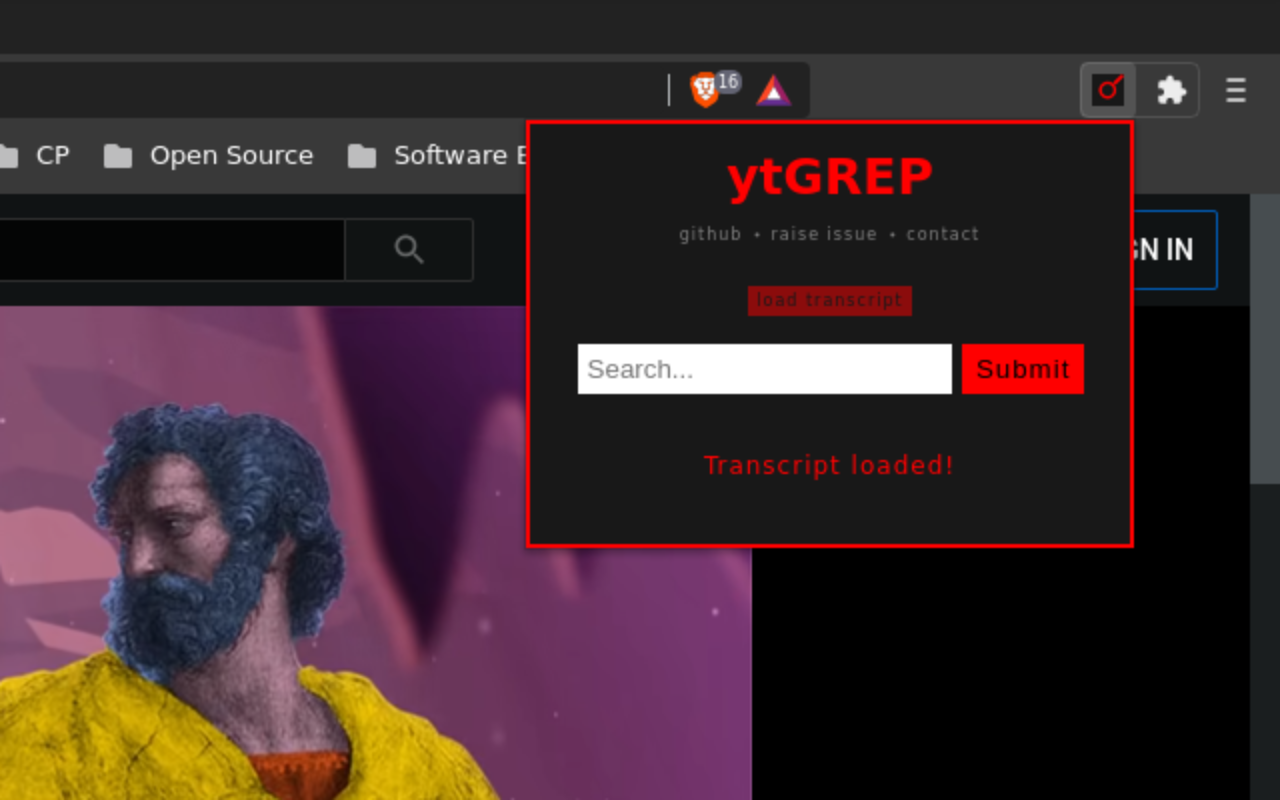 16
CP Open Source Software
ytGREP
github • raise issue • contact
GN IN
load transcript
Search... Submit
Transcript loaded!